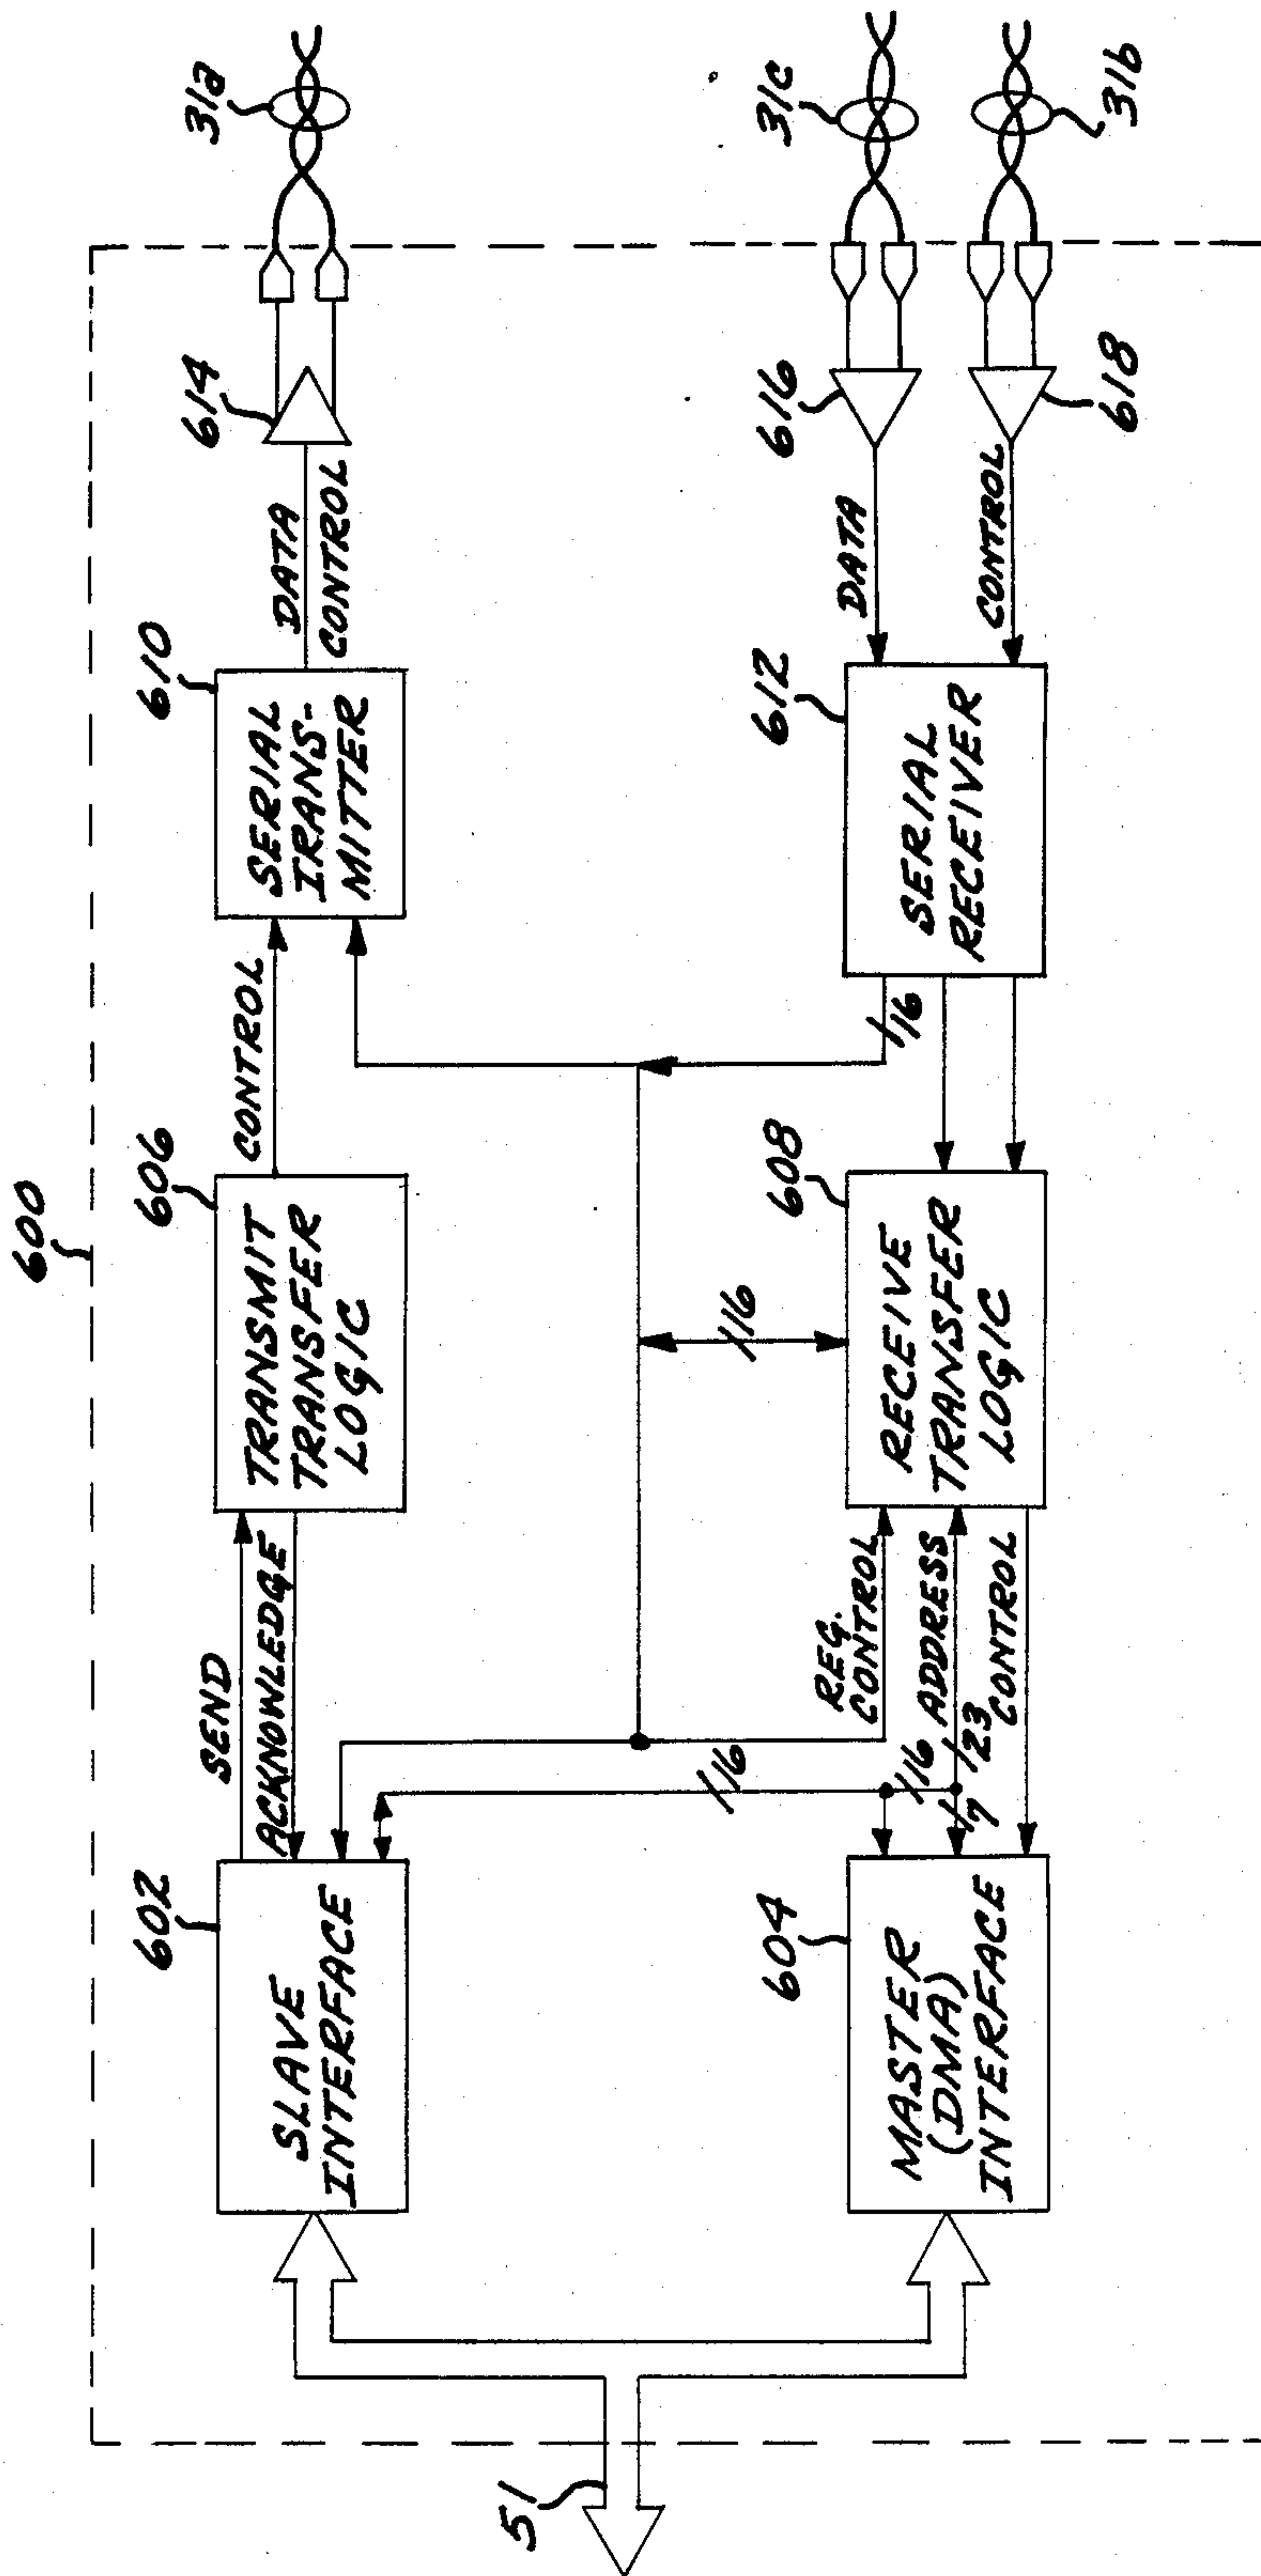 600
51
602
SLAVE
INTERFACE
SEND
ACKNOWLEDGE
606
TRANSMIT
TRANSFER
LOGIC
CONTROL
610
SERIAL
TRANS-
MITTER
DATA
CONTROL
614
31a
16
16
16
604
MASTER
(DMA)
INTERFACE
REG.
CONTROL
16 ADDRESS
7 23
CONTROL
608
RECEIVE
TRANSFER
LOGIC
612
SERIAL
RECEIVER
DATA
CONTROL
616
618
31c
31b